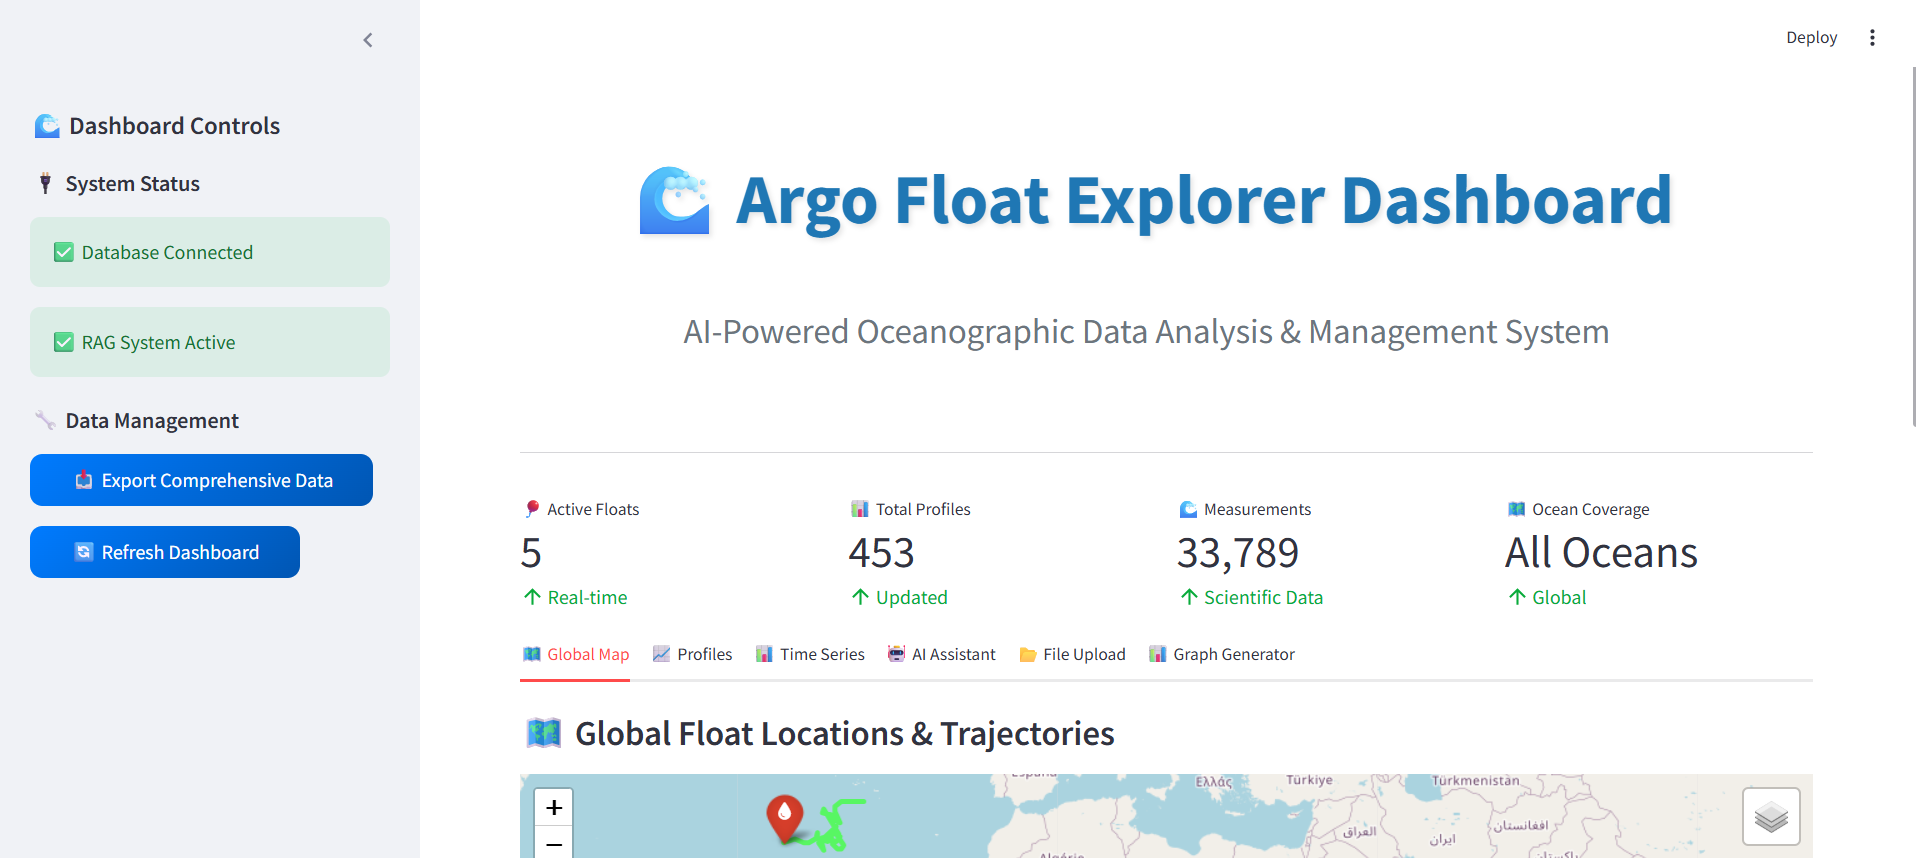 Deploy
Dashboard Controls
System Status
Database Connected
RAG System Active
Data Management
Export Comprehensive Data
Refresh Dashboard
Argo Float Explorer Dashboard
AI-Powered Oceanographic Data Analysis & Management System
Active Floats
5
Real-time
Total Profiles
453
Updated
Measurements
33,789
Scientific Data
Ocean Coverage
All Oceans
Global
Global Map
Profiles
Time Series
AI Assistant
File Upload
Graph Generator
Global Float Locations & Trajectories
+
−
España
Ελλάς
Türkiye
Türkmenistan
العراق
ایران
افغانستان
پاکستان
Algérie